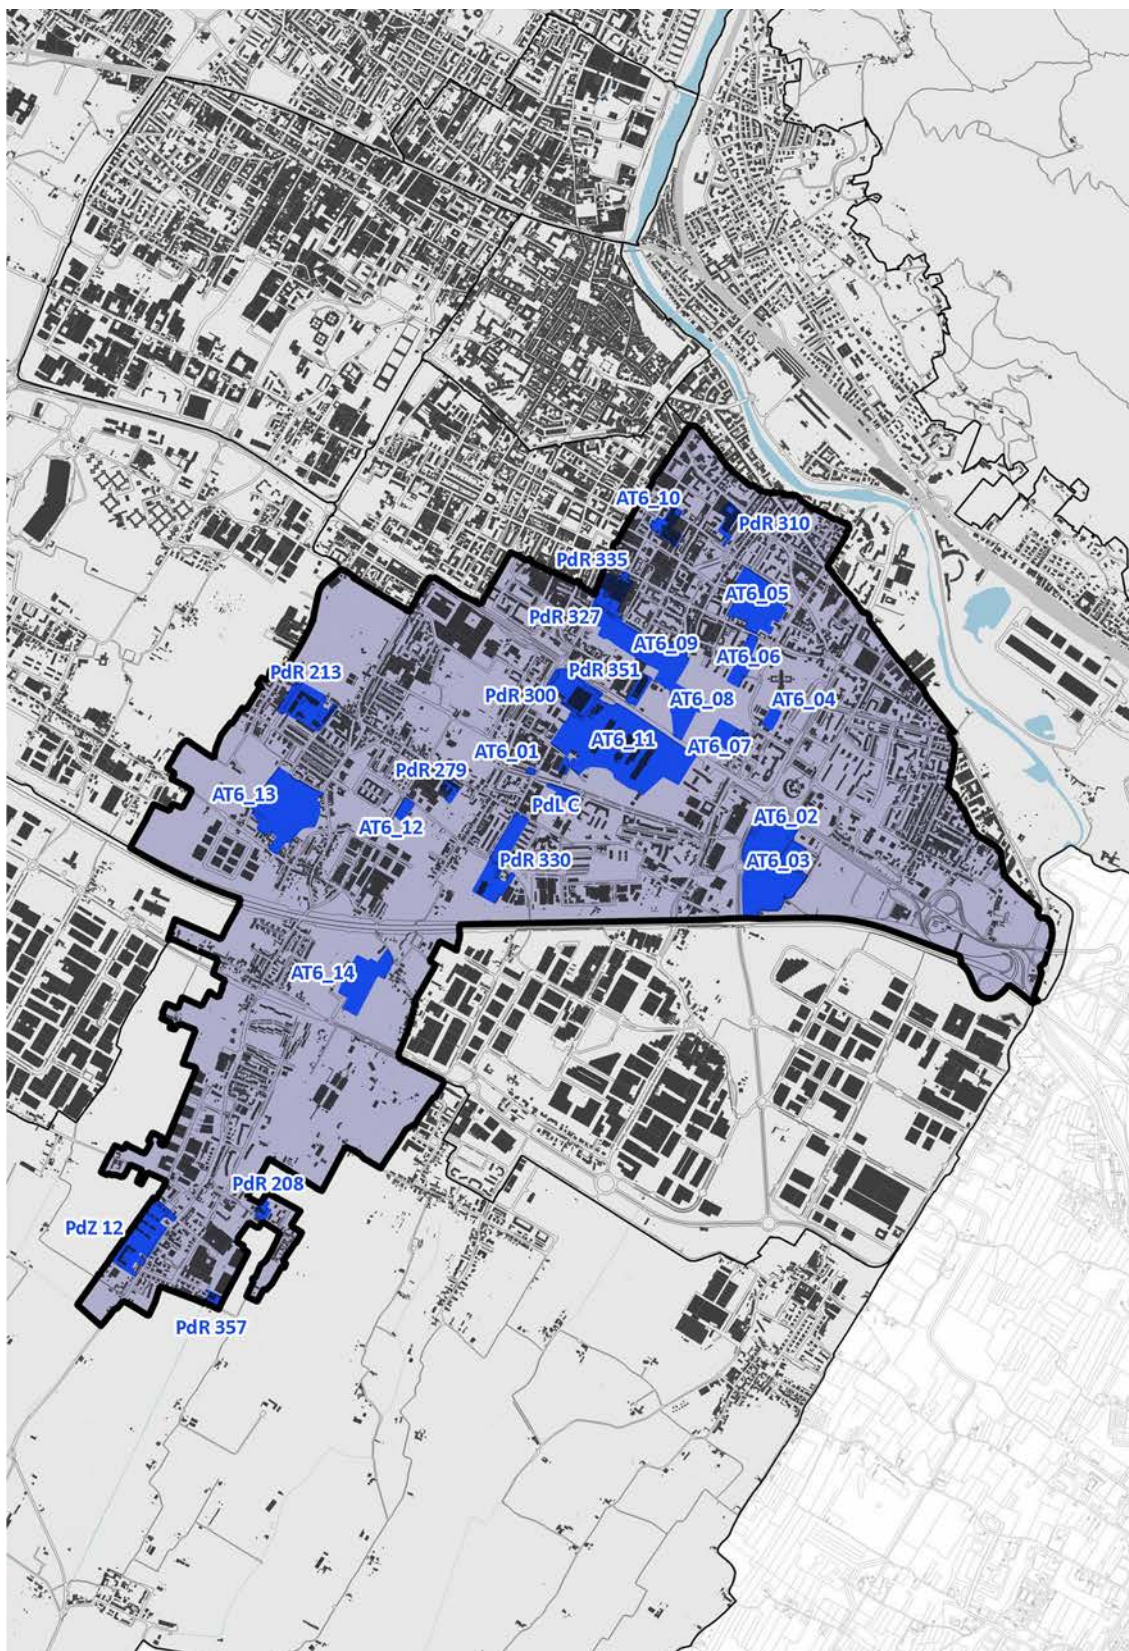 AT6_10
PdR 310
PdR 335
AT6_05
PdR 327
AT6_09
AT6_06
PdR 351
PdR 213
PdR 300
AT6_08
AT6_04
AT6_11
AT6_07
AT6_01
PdR 279
AT6_13
PdL C
AT6_12
AT6_02
PdR 330
AT6_03
AT6_14
PdR 208
PdZ 12
PdR 357